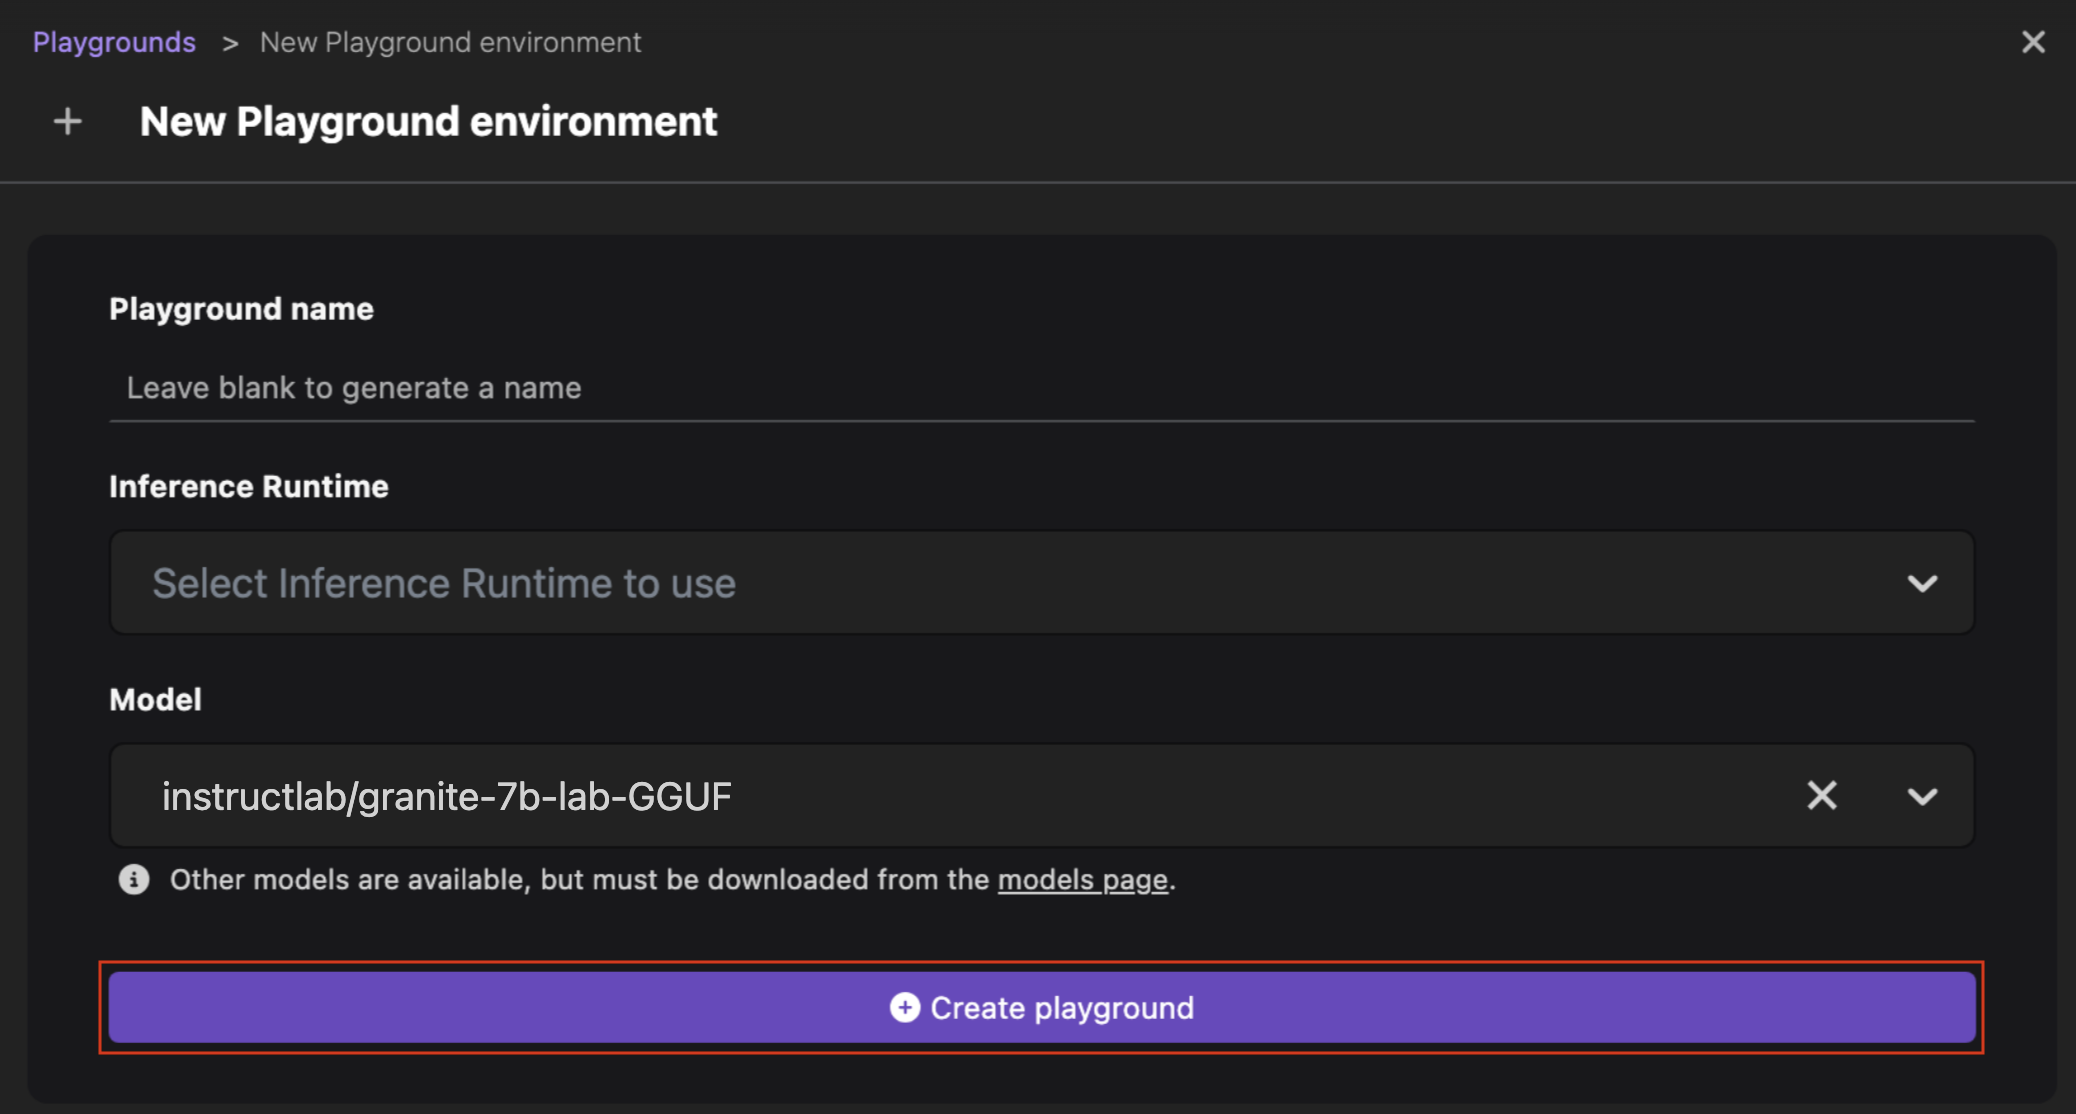 Playgrounds > New Playground environment
New Playground environment
Playground name
Leave blank to generate a name
Inference Runtime
Select Inference Runtime to use
Model
instructlab/granite-7b-lab-GGUF
Other models are available, but must be downloaded from the models page.
Create playground